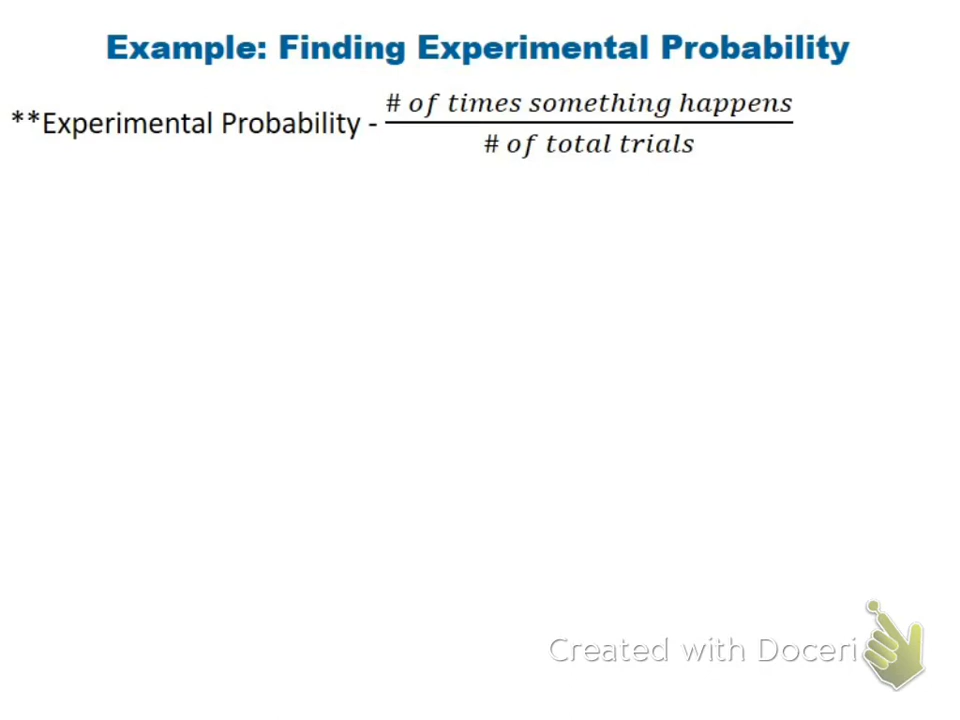 Example: Finding Experimental Probability
# of times something happens
**Experimental Probability -
# of total trials
Created with Doceri